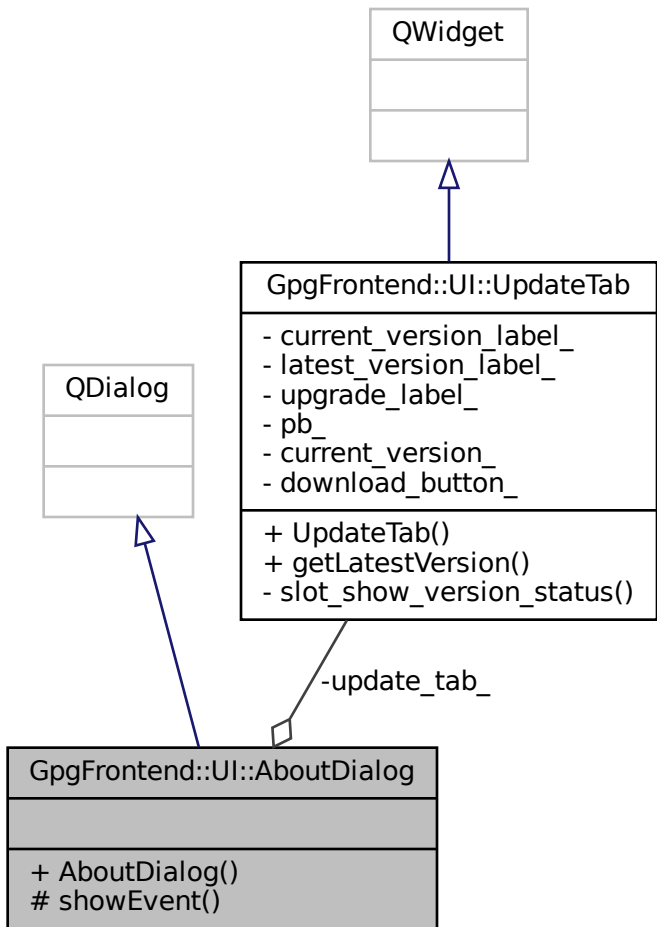 QWidget
GpgFrontend::UI::UpdateTab
- current_version_label_
- latest_version_label_
- upgrade_label_
- pb_
- current_version_
- download_button_
+ UpdateTab()
+ getLatestVersion()
- slot_show_version_status()
QDialog
-update_tab_
GpgFrontend::UI::AboutDialog
+ AboutDialog()
# showEvent()